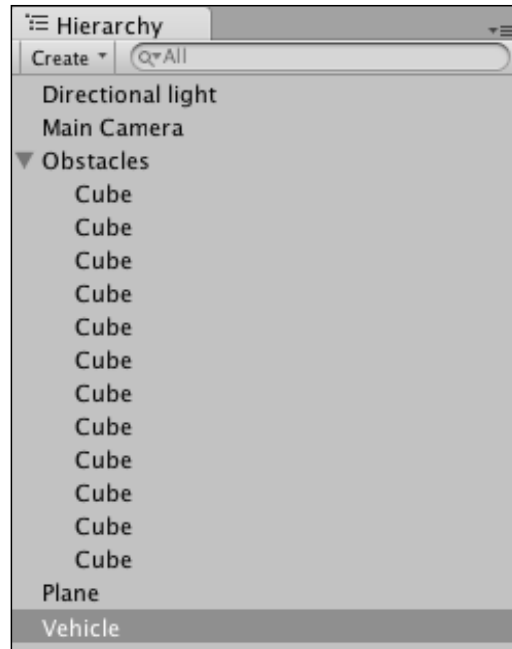 Hierarchy
Create All
Directional light
Main Camera
Obstacles
Cube
Cube
Cube
Cube
Cube
Cube
Cube
Cube
Cube
Cube
Cube
Cube
Plane
Vehicle